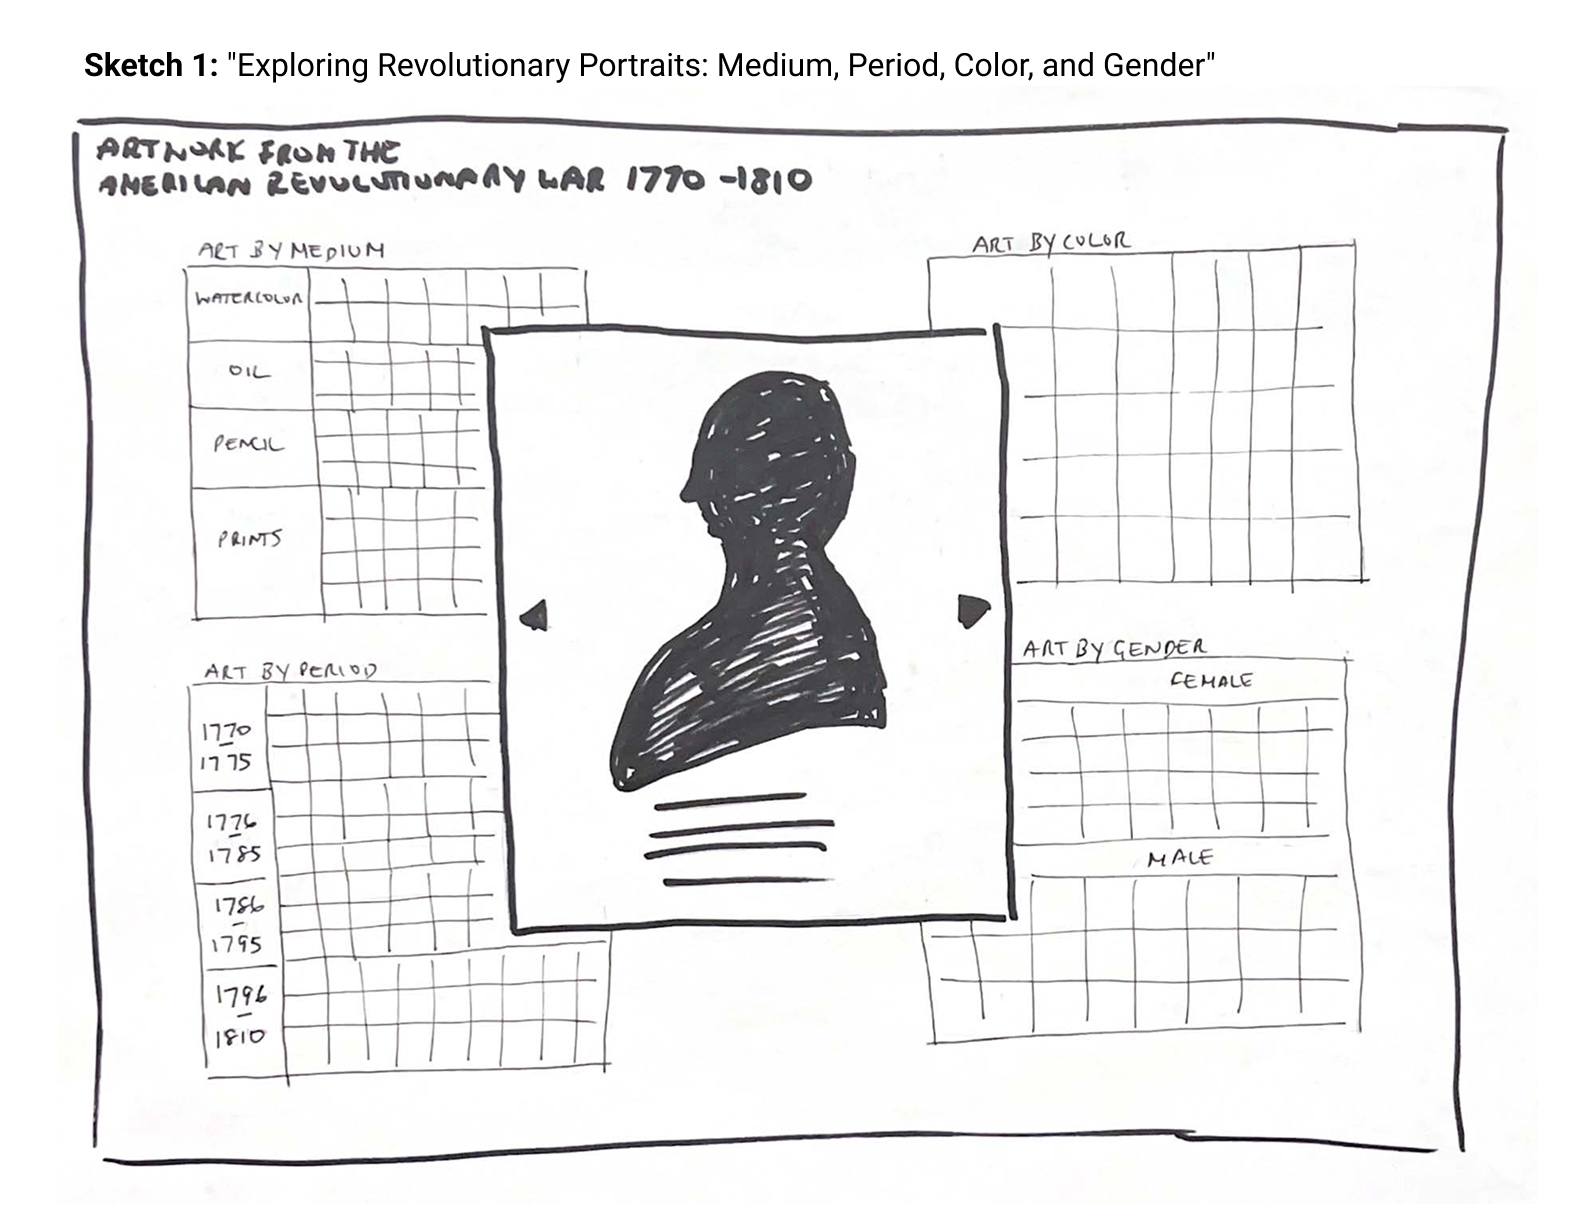 Sketch 1: "Exploring Revolutionary Portraits: Medium, Period, Color, and Gender"
ARTWORK FROM THE
AMERICAN REVULUTIUNARY WAR 1770 -1810
ART BY MEDIUM
WATERCOLOR
OIL
PENCIL
PRINTS
ART BY PERIOD
1770
-
1775
1776
-
1785
1786
-
1795
1796
-
1810
ART BY COLOR
ART BY GENDER
FEMALE
MALE